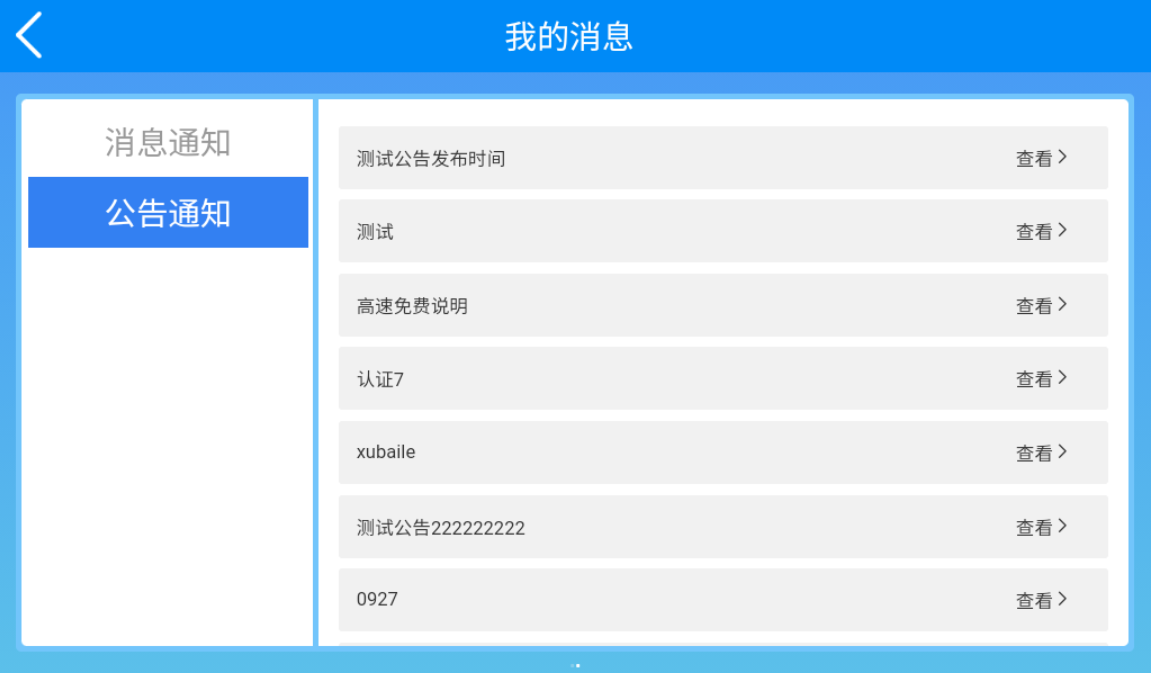 我的消息
消息通知
公告通知
测试公告发布时间 查看
测试 查看
高速免费说明 查看
认证7 查看
xubaile 查看
测试公告222222222 查看
0927 查看